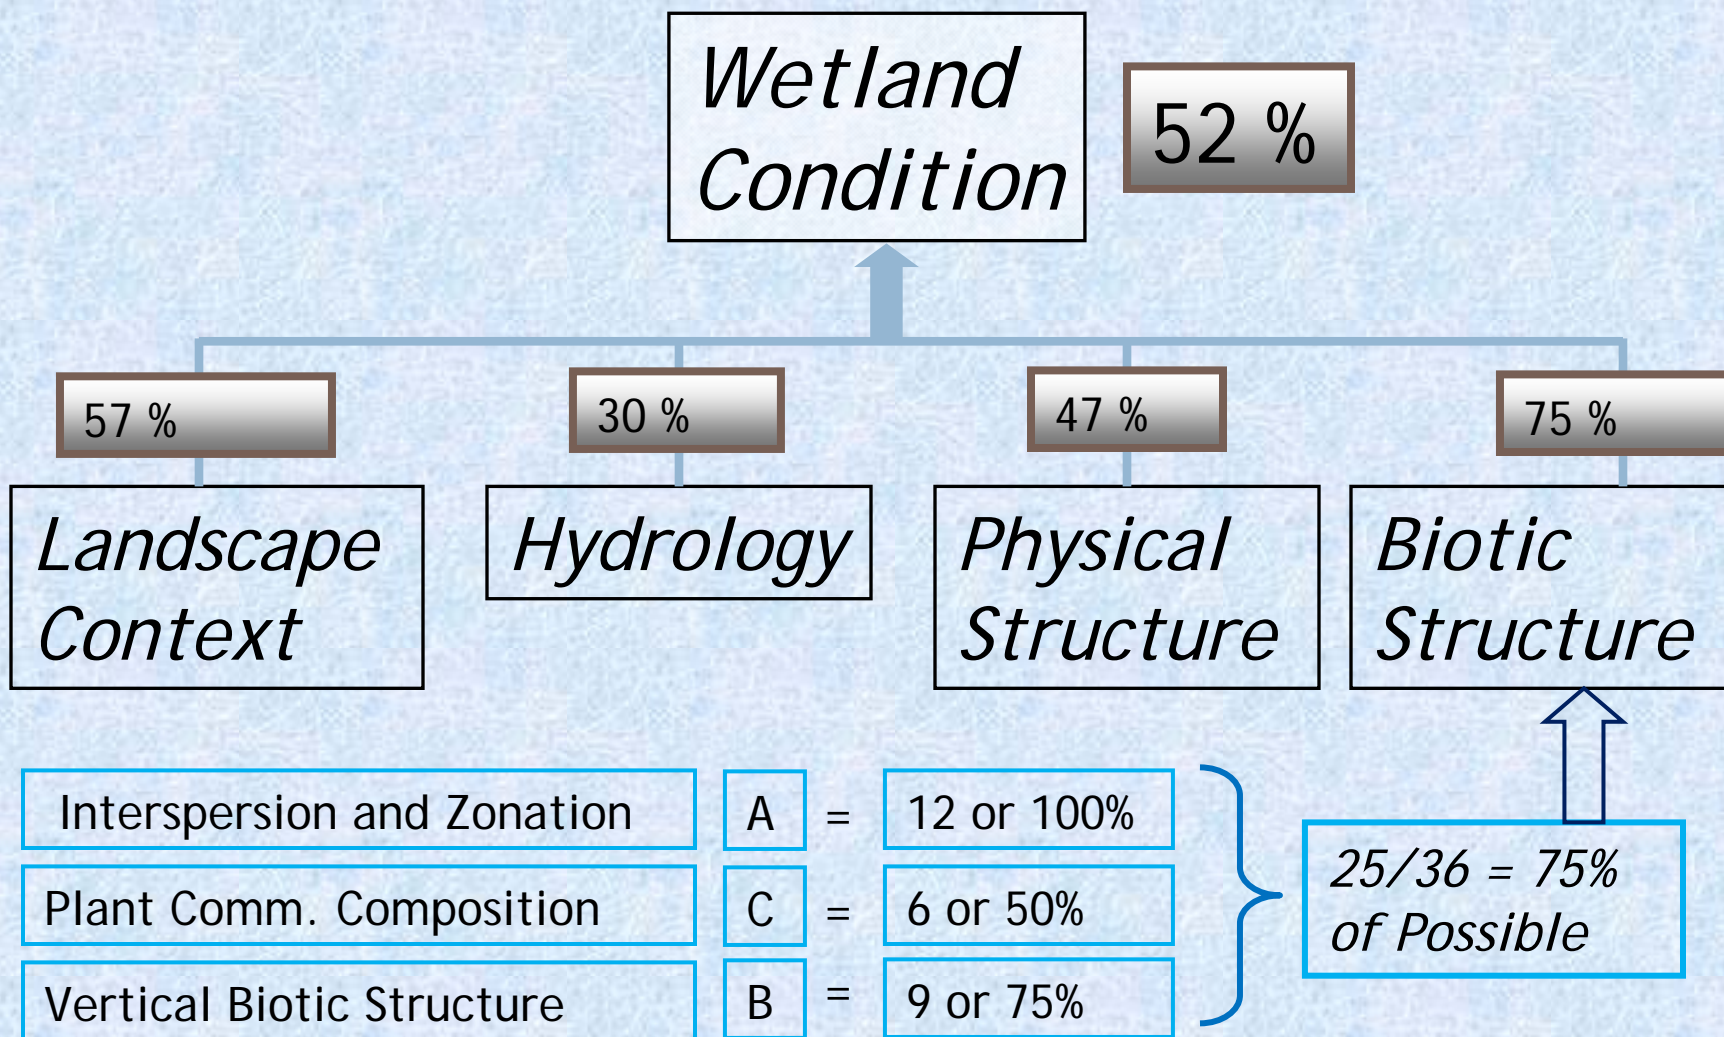 Wetland
Condition
52 %
57 %
30 %
47 %
75 %
Landscape
Context
Hydrology
Physical
Structure
Biotic
Structure
Interspersion and Zonation A = 12 or 100%
Plant Comm. Composition C = 6 or 50%
Vertical Biotic Structure B = 9 or 75%
25/36 = 75%
of Possible